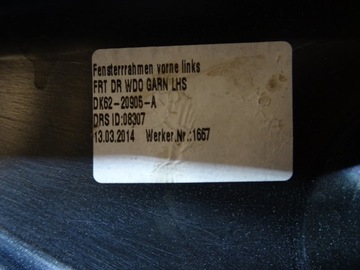 Fensterrrahmen vorne links
FRT DR WDO GARN LHS
DK62-20905-A
DRS ID:08307
13.03.2014 Werker.Nr.:1667